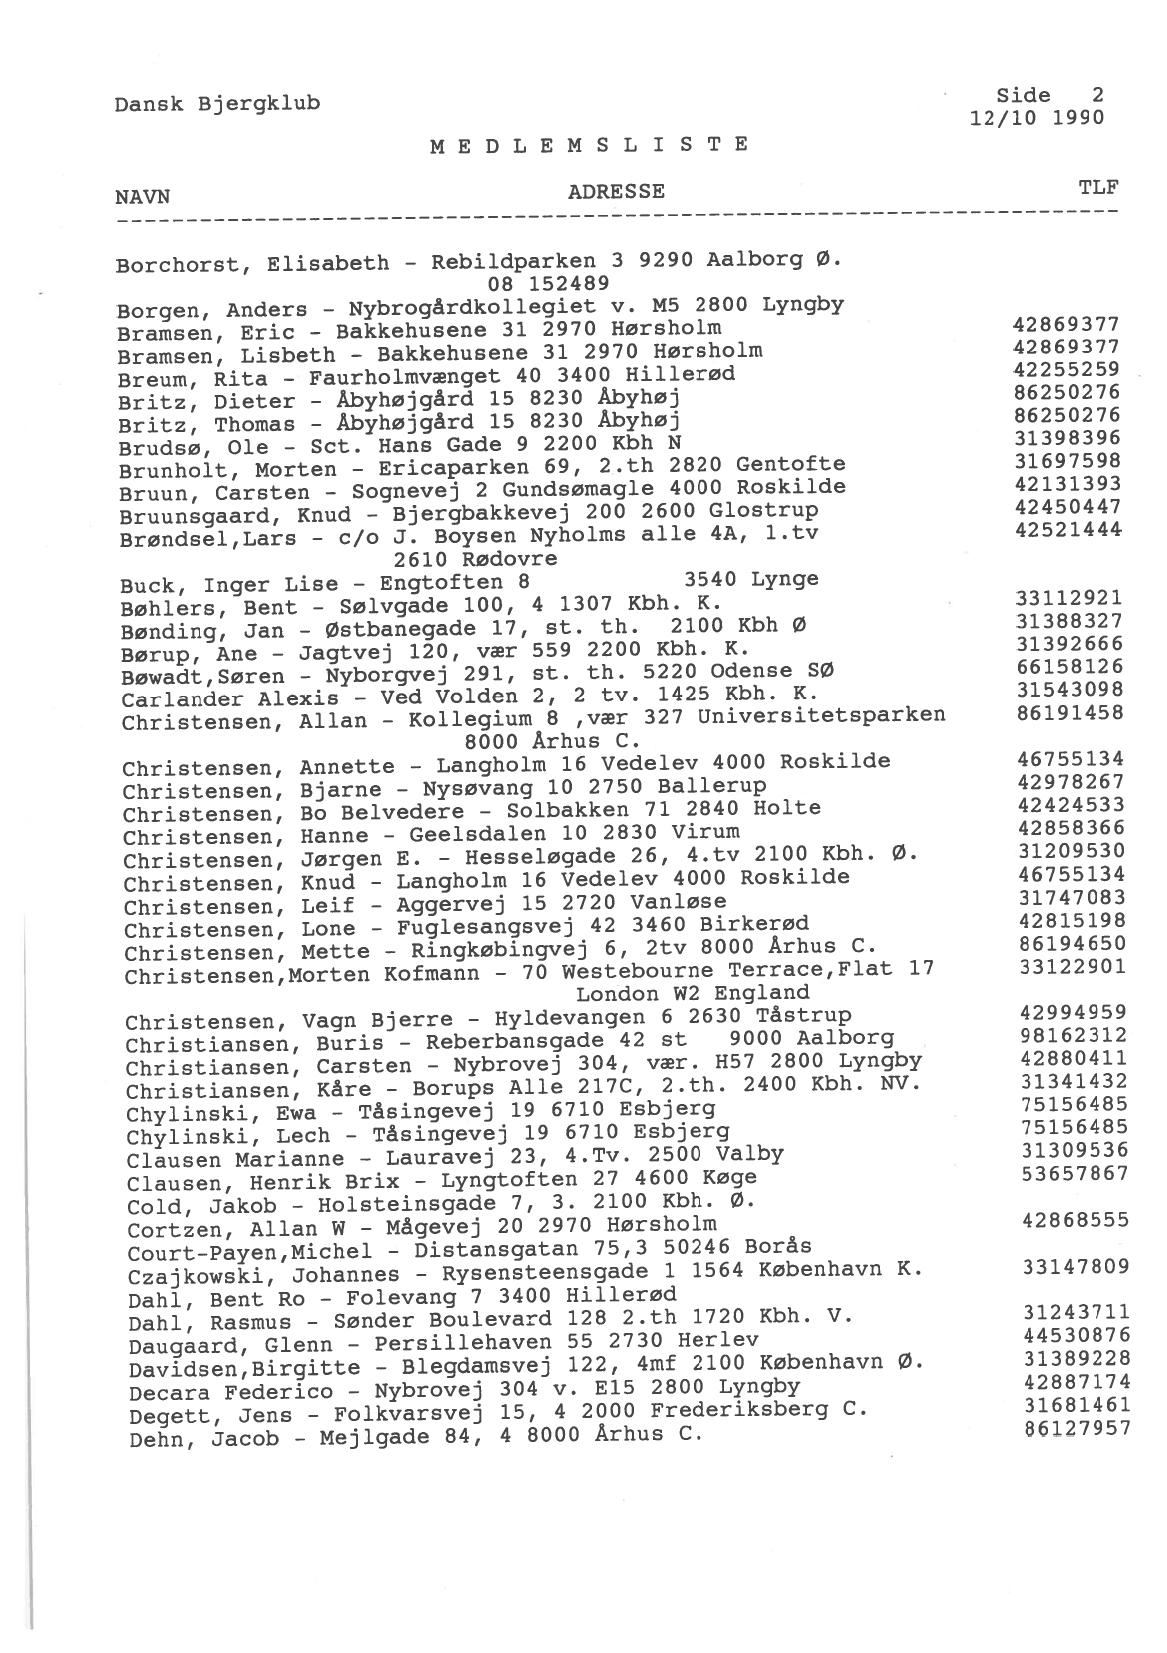 Dansk Bjergklub Side 2
12/10 1990
M E D L E M S L I S T E
NAVN ADRESSE TLF
-------------------------------------------------------------------------
Borchorst, Elisabeth - Rebildparken 3 9290 Aalborg Ø.
08 152489
Borgen, Anders - Nybrogårdkollegiet v. M5 2800 Lyngby
Bramsen, Eric - Bakkehusene 31 2970 Hørsholm 42869377
Bramsen, Lisbeth - Bakkehusene 31 2970 Hørsholm 42869377
Breum, Rita - Faurholmvænget 40 3400 Hillerød 42255259
Britz, Dieter - Åbyhøjgård 15 8230 Åbyhøj 86250276
Britz, Thomas - Åbyhøjgård 15 8230 Åbyhøj 86250276
Brudsø, Ole - Sct. Hans Gade 9 2200 Kbh N 31398396
Brunholt, Morten - Ericaparken 69, 2.th 2820 Gentofte 31697598
Bruun, Carsten - Sognevej 2 Gundsømagle 4000 Roskilde 42131393
Bruunsgaard, Knud - Bjergbakkevej 200 2600 Glostrup 42450447
Brøndsel,Lars - c/o J. Boysen Nyholms alle 4A, 1.tv 42521444
2610 Rødovre
Buck, Inger Lise - Engtoften 8 3540 Lynge
Bøhlers, Bent - Sølvgade 100, 4 1307 Kbh. K. 33112921
Bønding, Jan - Østbanegade 17, st. th. 2100 Kbh Ø 31388327
Børup, Ane - Jagtvej 120, vær 559 2200 Kbh. K. 31392666
Bøwadt,Søren - Nyborgvej 291, st. th. 5220 Odense SØ 66158126
Carlander Alexis - Ved Volden 2, 2 tv. 1425 Kbh. K. 31543098
Christensen, Allan - Kollegium 8 ,vær 327 Universitetsparken 86191458
8000 Århus C.
Christensen, Annette - Langholm 16 Vedelev 4000 Roskilde 46755134
Christensen, Bjarne - Nysøvang 10 2750 Ballerup 42978267
Christensen, Bo Belvedere - Solbakken 71 2840 Holte 42424533
Christensen, Hanne - Geelsdalen 10 2830 Virum 42858366
Christensen, Jørgen E. - Hesseløgade 26, 4.tv 2100 Kbh. Ø. 31209530
Christensen, Knud - Langholm 16 Vedelev 4000 Roskilde 46755134
Christensen, Leif - Aggervej 15 2720 Vanløse 31747083
Christensen, Lone - Fuglesangsvej 42 3460 Birkerød 42815198
Christensen, Mette - Ringkøbingvej 6, 2tv 8000 Århus C. 86194650
Christensen,Morten Kofmann - 70 Westebourne Terrace,Flat 17 33122901
London W2 England
Christensen, Vagn Bjerre - Hyldevangen 6 2630 Tåstrup 42994959
Christiansen, Buris - Reberbansgade 42 st 9000 Aalborg 98162312
Christiansen, Carsten - Nybrovej 304, vær. H57 2800 Lyngby 42880411
Christiansen, Kåre - Borups Alle 217C, 2.th. 2400 Kbh. NV. 31341432
Chylinski, Ewa - Tåsingevej 19 6710 Esbjerg 75156485
Chylinski, Lech - Tåsingevej 19 6710 Esbjerg 75156485
Clausen Marianne - Lauravej 23, 4.Tv. 2500 Valby 31309536
Clausen, Henrik Brix - Lyngtoften 27 4600 Køge 53657867
Cold, Jakob - Holsteinsgade 7, 3. 2100 Kbh. Ø.
Cortzen, Allan W - Mågevej 20 2970 Hørsholm 42868555
Court-Payen,Michel - Distansgatan 75,3 50246 Borås
Czajkowski, Johannes - Rysensteensgade 1 1564 København K. 33147809
Dahl, Bent Ro - Folevang 7 3400 Hillerød
Dahl, Rasmus - Sønder Boulevard 128 2.th 1720 Kbh. V. 31243711
Daugaard, Glenn - Persillehaven 55 2730 Herlev 44530876
Davidsen,Birgitte - Blegdamsvej 122, 4mf 2100 København Ø. 31389228
Decara Federico - Nybrovej 304 v. E15 2800 Lyngby 42887174
Degett, Jens - Folkvarsvej 15, 4 2000 Frederiksberg C. 31681461
Dehn, Jacob - Mejlgade 84, 4 8000 Århus C. 86127957